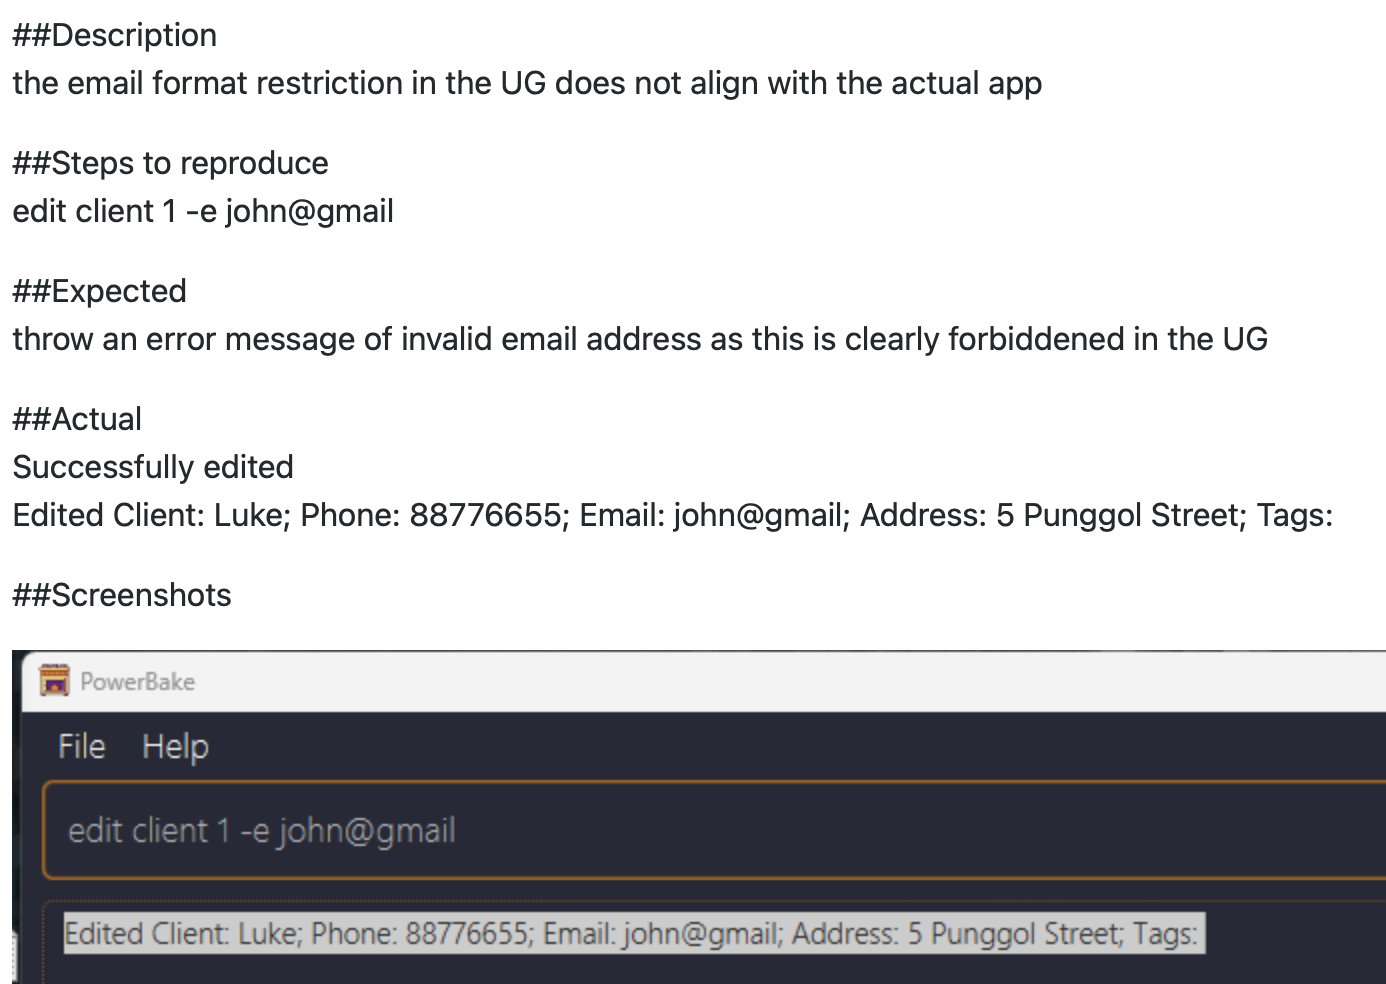 ##Description
the email format restriction in the UG does not align with the actual app
##Steps to reproduce
edit client 1 -e john@gmail
##Expected
throw an error message of invalid email address as this is clearly forbiddened in the UG
##Actual
Successfully edited
Edited Client: Luke; Phone: 88776655; Email: john@gmail; Address: 5 Punggol Street; Tags:
##Screenshots
PowerBake
File Help
edit client 1 -e john@gmail
Edited Client: Luke; Phone: 88776655; Email: john@gmail; Address: 5 Punggol Street; Tags: